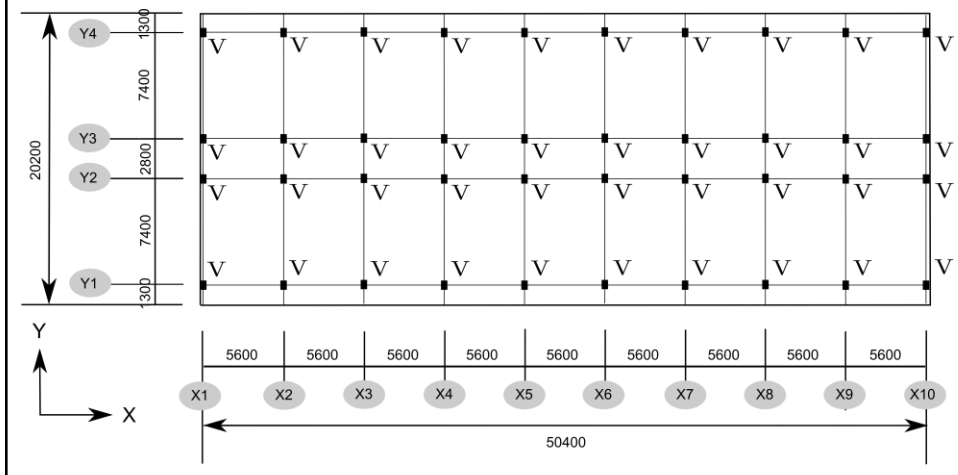 Y4
1300
V V V V V V V V V V
7400
Y3
V V V V V V V V V V
20200
2800
Y2
V V V V V V V V V V
7400
V V V V V V V V V V
Y1
1300
Y
X
5600 5600 5600 5600 5600 5600 5600 5600 5600
X1 X2 X3 X4 X5 X6 X7 X8 X9 X10
50400